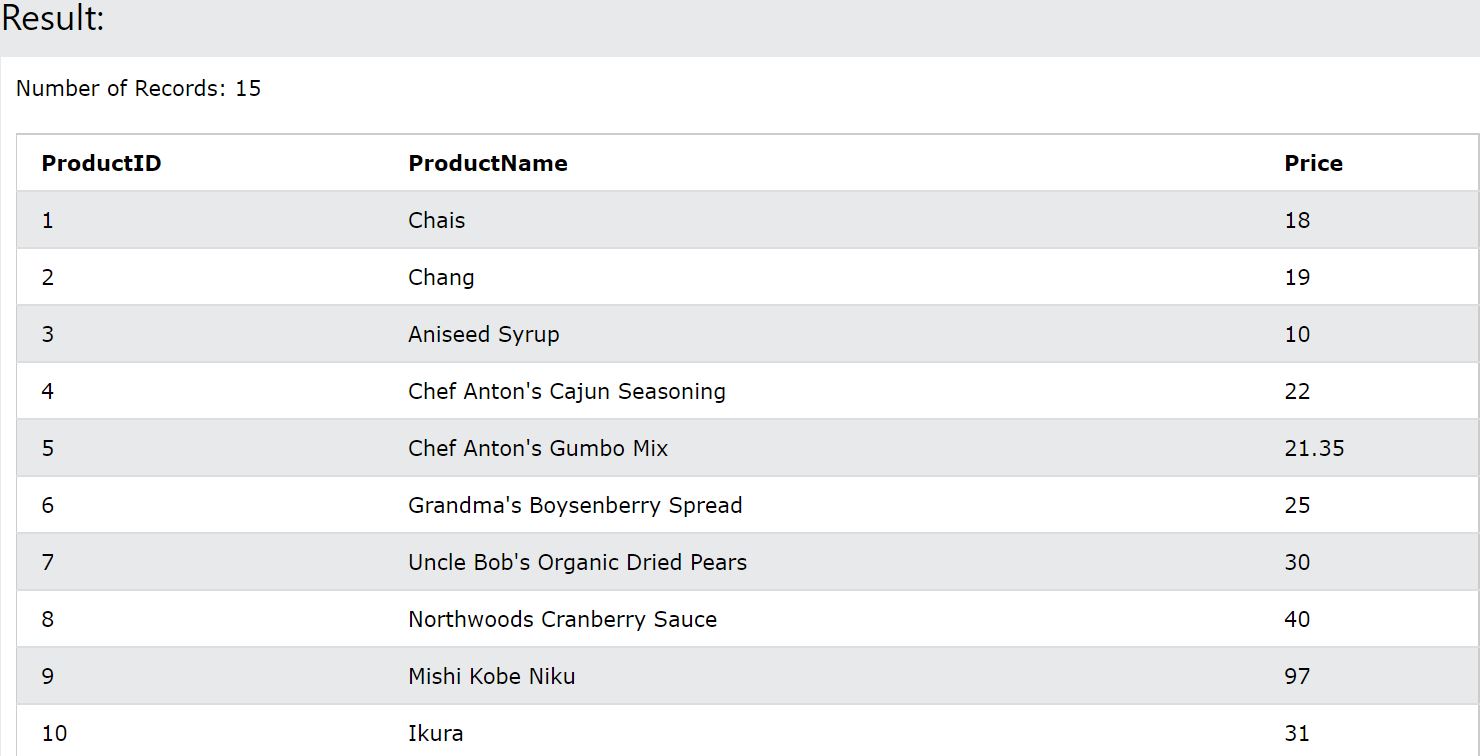 Result:
Number of Records: 15
ProductID ProductName Price
1 Chais 18
2 Chang 19
3 Aniseed Syrup 10
4 Chef Anton's Cajun Seasoning 22
5 Chef Anton's Gumbo Mix 21.35
6 Grandma's Boysenberry Spread 25
7 Uncle Bob's Organic Dried Pears 30
8 Northwoods Cranberry Sauce 40
9 Mishi Kobe Niku 97
10 Ikura 31